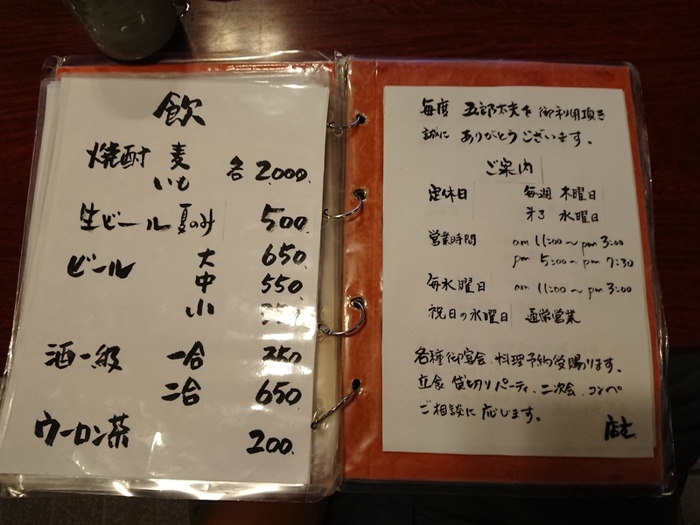 飲
焼酎 麦
いも 各 2.000.
生ビール 夏のみ 500
ビール 大 650
中 550
小
酒一級 一合 350
二合 650
ウーロン茶 200.
毎度 五郎太夫を 御利用頂き
誠に ありがとうございます。
ご案内
定休日 毎週 木曜日
第3 水曜日
営業時間 am 11:00～pm 3:00
pm 5:00～pm 7:30
毎水曜日 am 11:00～pm 3:00
祝日の水曜日 通常営業
各種御宴会、料理予約受賜ります。
立食 貸切りパーティ、二次会、コンペ
ご相談に応じます。
店主